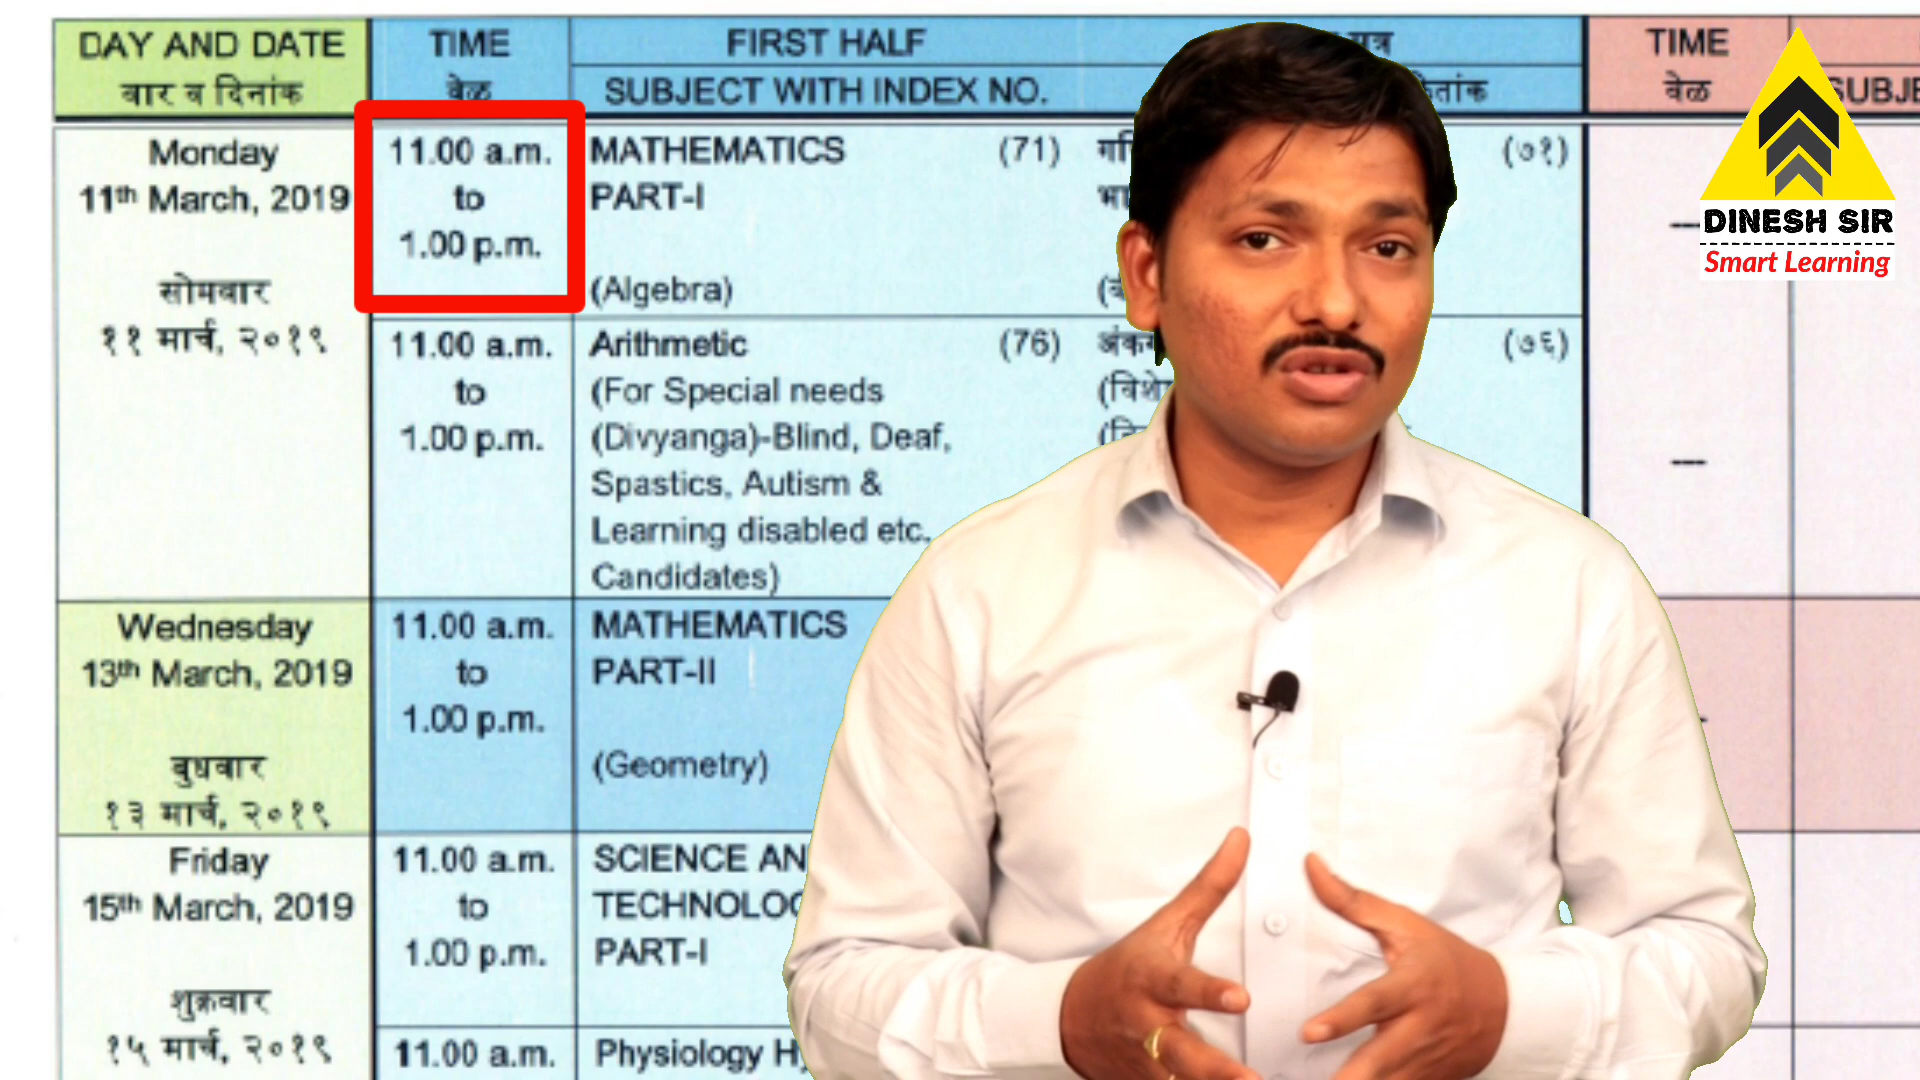 DAY AND DATE
वार व दिनांक
TIME
वेळ
FIRST HALF
SUBJECT WITH INDEX NO.
TIME
वेळ
Monday
11th March, 2019
सोमवार
११ मार्च, २०१९
11.00 a.m.
to
1.00 p.m.
MATHEMATICS (71)
PART-I
(Algebra)
(७१)
---
11.00 a.m.
to
1.00 p.m.
Arithmetic (76)
(For Special needs
(Divyanga)-Blind, Deaf,
Spastics, Autism &
Learning disabled etc.
Candidates)
(७६)
---
Wednesday
13th March, 2019
बुधवार
१३ मार्च, २०१९
11.00 a.m.
to
1.00 p.m.
MATHEMATICS
PART-II
(Geometry)
Friday
15th March, 2019
शुक्रवार
१५ मार्च, २०१९
11.00 a.m.
to
1.00 p.m.
SCIENCE
PART-I
11.00 a.m.
Physiology
DINESH SIR
Smart Learning